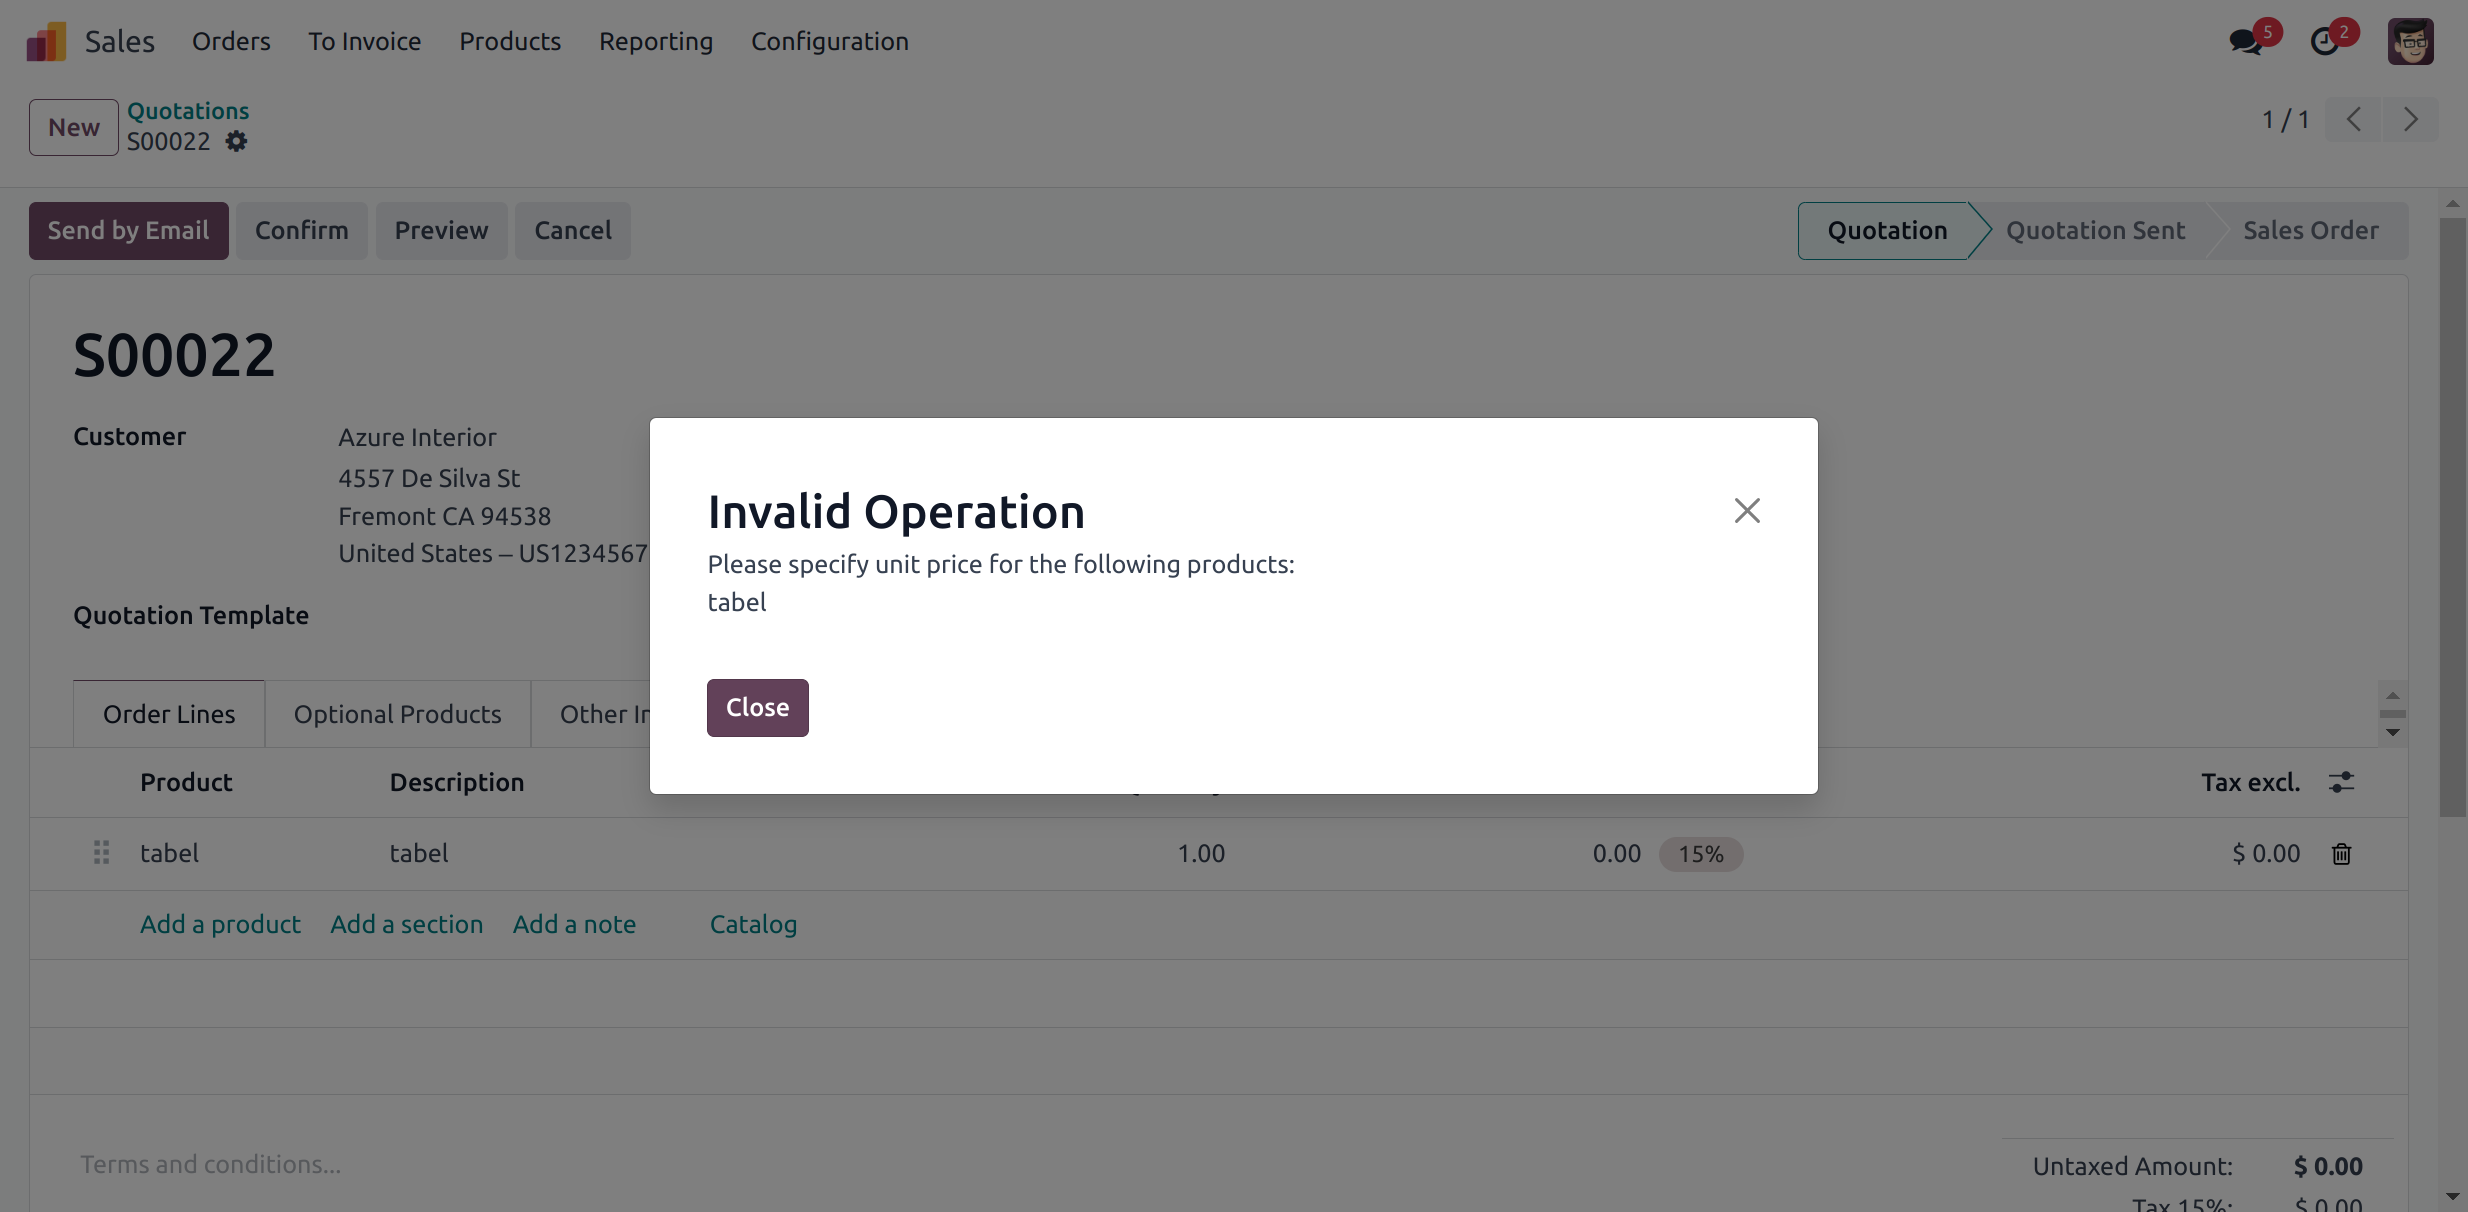 Sales Orders To Invoice Products Reporting Configuration 5 2
New Quotations 1 / 1
S00022
Send by Email Confirm Preview Cancel Quotation Quotation Sent Sales Order
S00022
Customer Azure Interior
4557 De Silva St
Fremont CA 94538
United States – US1234567
Quotation Template
Invalid Operation
Please specify unit price for the following products:
tabel
Close
Order Lines Optional Products Other
Product Description Tax excl.
tabel tabel 1.00 0.00 15% $ 0.00
Add a product Add a section Add a note Catalog
Terms and conditions...
Untaxed Amount: $ 0.00
Tax 15%: $ 0.00